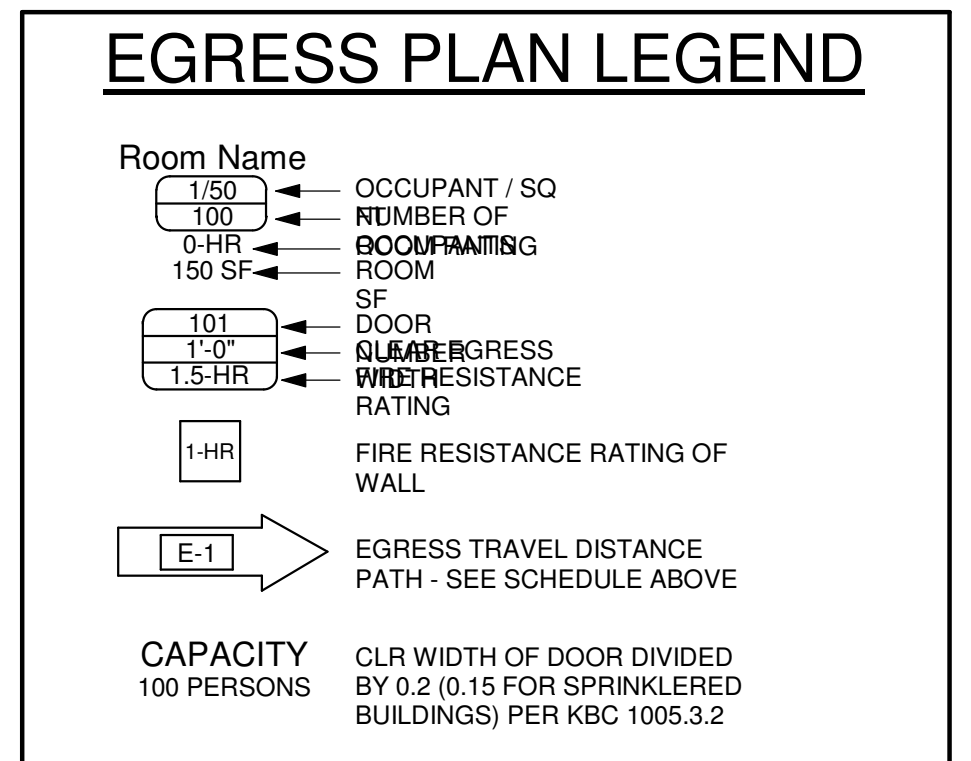 EGRESS PLAN LEGEND
Room Name
1/50
OCCUPANT / SQ
FT
100
NUMBER OF
OCCUPANTS
0-HR
ROOM RATING
150 SF
ROOM
SF
101
DOOR
NUMBER
1'-0"
CLEAR EGRESS
WIDTH
1.5-HR
FIRE RESISTANCE
RATING
1-HR
FIRE RESISTANCE RATING OF
WALL
E-1
EGRESS TRAVEL DISTANCE
PATH - SEE SCHEDULE ABOVE
CAPACITY
100 PERSONS
CLR WIDTH OF DOOR DIVIDED
BY 0.2 (0.15 FOR SPRINKLERED
BUILDINGS) PER KBC 1005.3.2